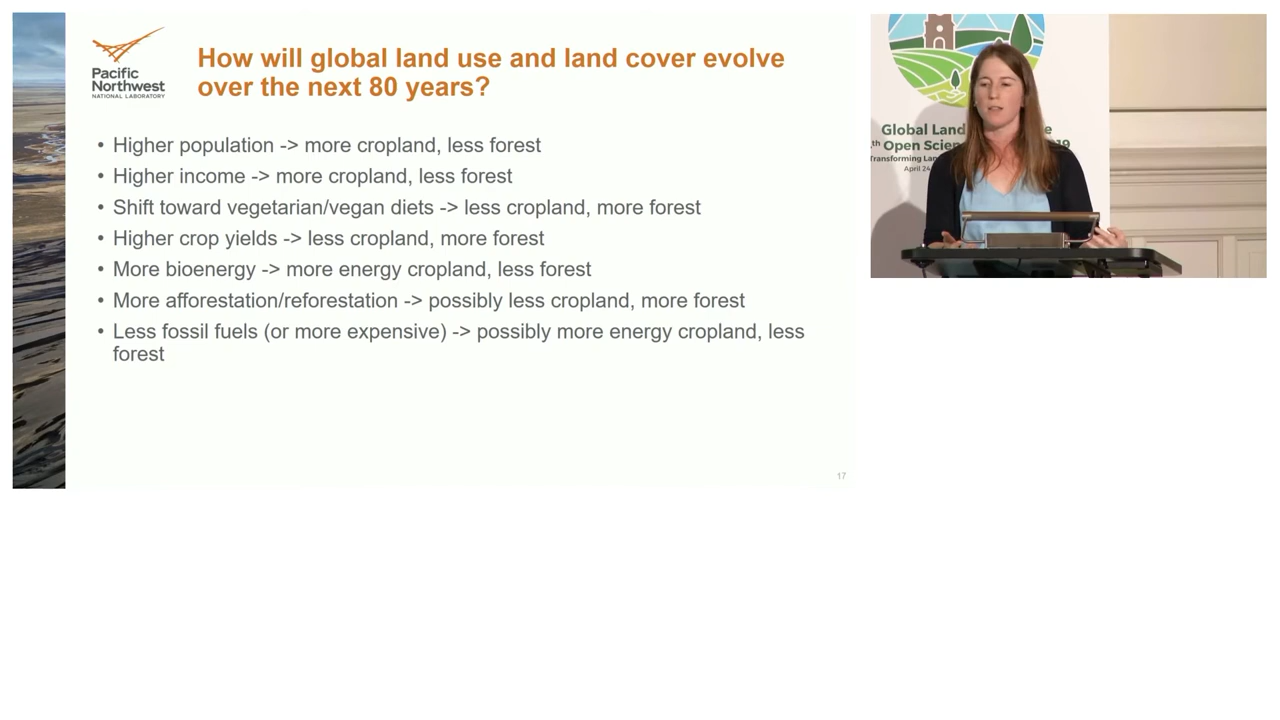 Pacific
Northwest
NATIONAL LABORATORY
How will global land use and land cover evolve
over the next 80 years?
• Higher population -> more cropland, less forest
• Higher income -> more cropland, less forest
• Shift toward vegetarian/vegan diets -> less cropland, more forest
• Higher crop yields -> less cropland, more forest
• More bioenergy -> more energy cropland, less forest
• More afforestation/reforestation -> possibly less cropland, more forest
• Less fossil fuels (or more expensive) -> possibly more energy cropland, less
forest
17
Global Land
th Open
April 24